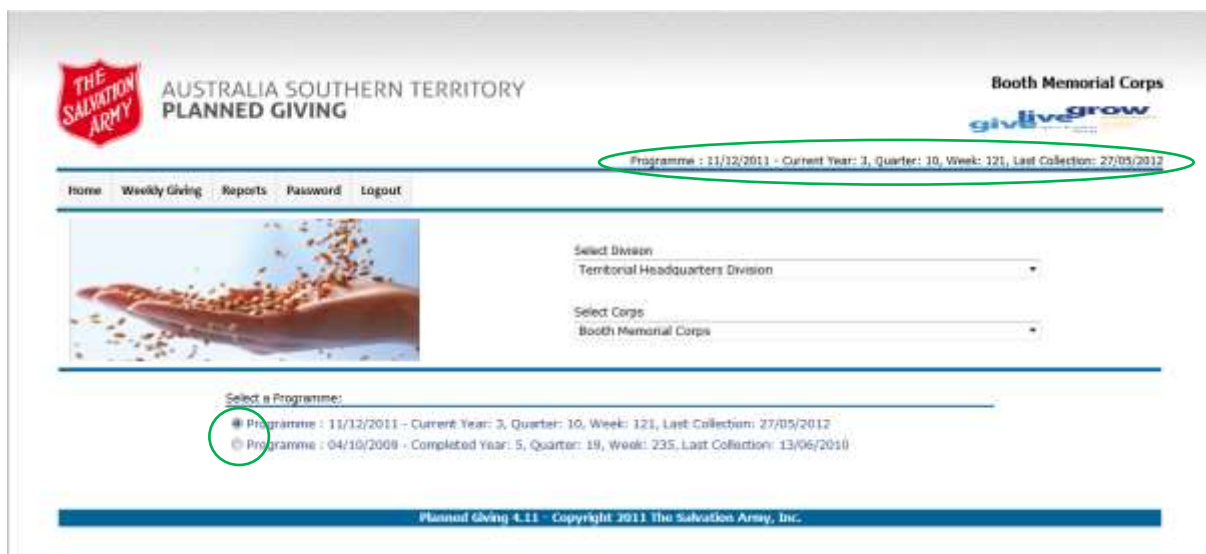 THE
SALVATION
ARMY
AUSTRALIA SOUTHERN TERRITORY
PLANNED GIVING
Booth Memorial Corps
give live grow
Programme : 11/12/2011 - Current Year: 3, Quarter: 10, Week: 121, Last Collection: 27/05/2012
Home Weekly Giving Reports Password Logout
Select Division
Territorial Headquarters Division
Select Corps
Booth Memorial Corps
Select a Programme:
Programme : 11/12/2011 - Current Year: 3, Quarter: 10, Week: 121, Last Collection: 27/05/2012
Programme : 04/10/2009 - Completed Year: 5, Quarter: 19, Week: 235, Last Collection: 13/06/2010
Planned Giving 4.11 - Copyright 2011 The Salvation Army, Inc.